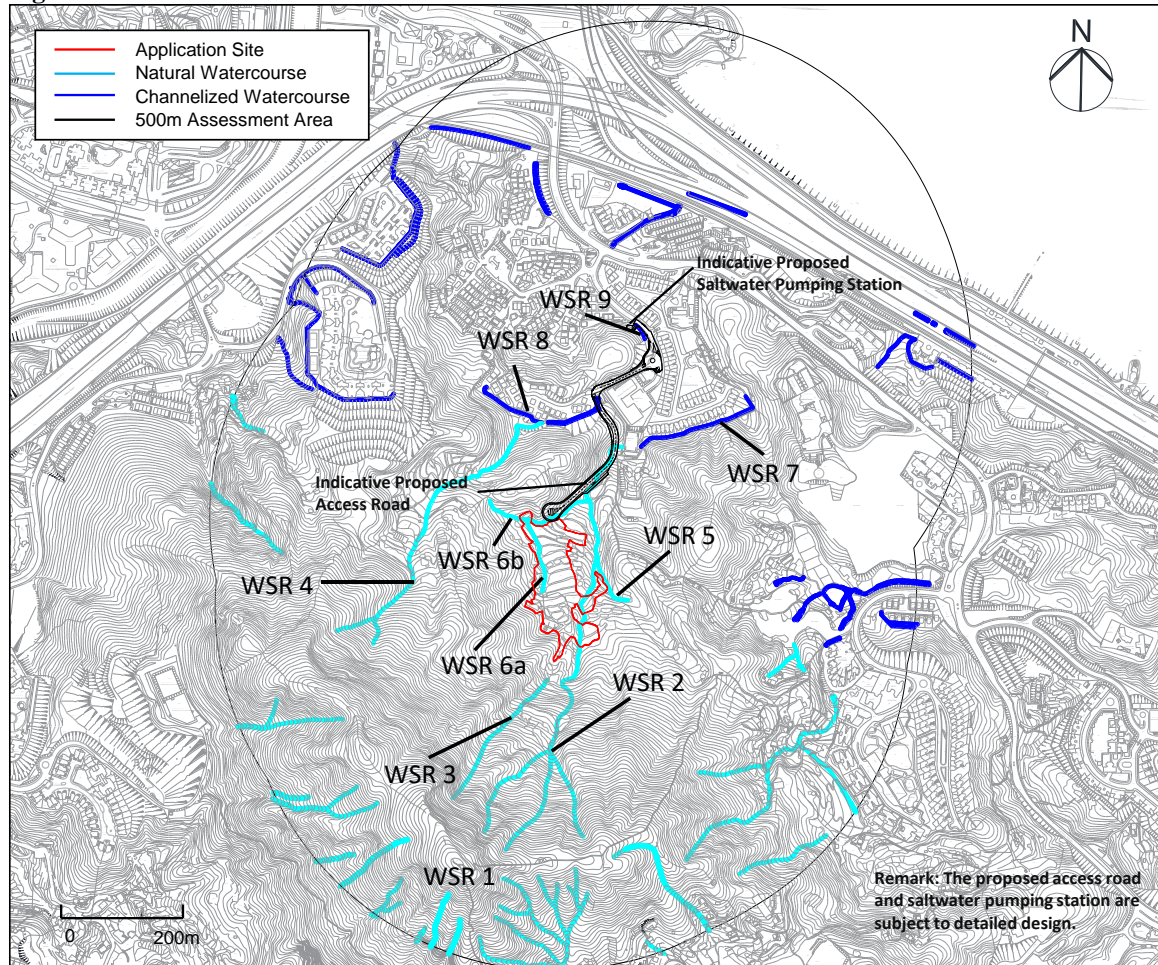 Application Site
Natural Watercourse
Channelized Watercourse
500m Assessment Area
N
Indicative Proposed
Saltwater Pumping Station
WSR 9
WSR 8
WSR 7
Indicative Proposed
Access Road
WSR 6b
WSR 5
WSR 4
WSR 6a
WSR 2
WSR 3
WSR 1
Remark: The proposed access road
and saltwater pumping station are
subject to detailed design.
0 200m